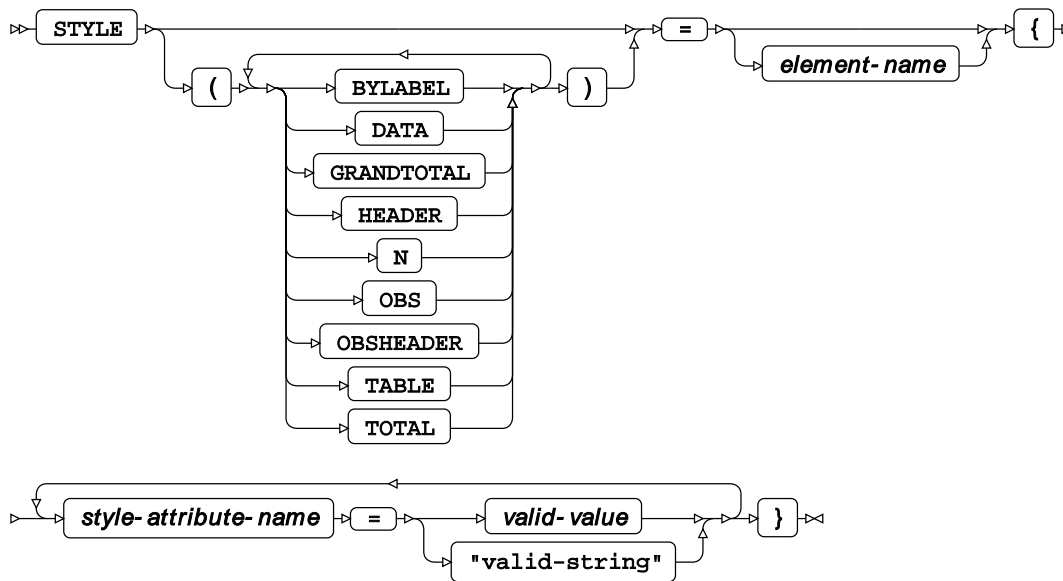 STYLE = {
element-name
( BYLABEL )
DATA
GRANDTOTAL
HEADER
N
OBS
OBSHEADER
TABLE
TOTAL
style-attribute-name = valid-value }
"valid-string"